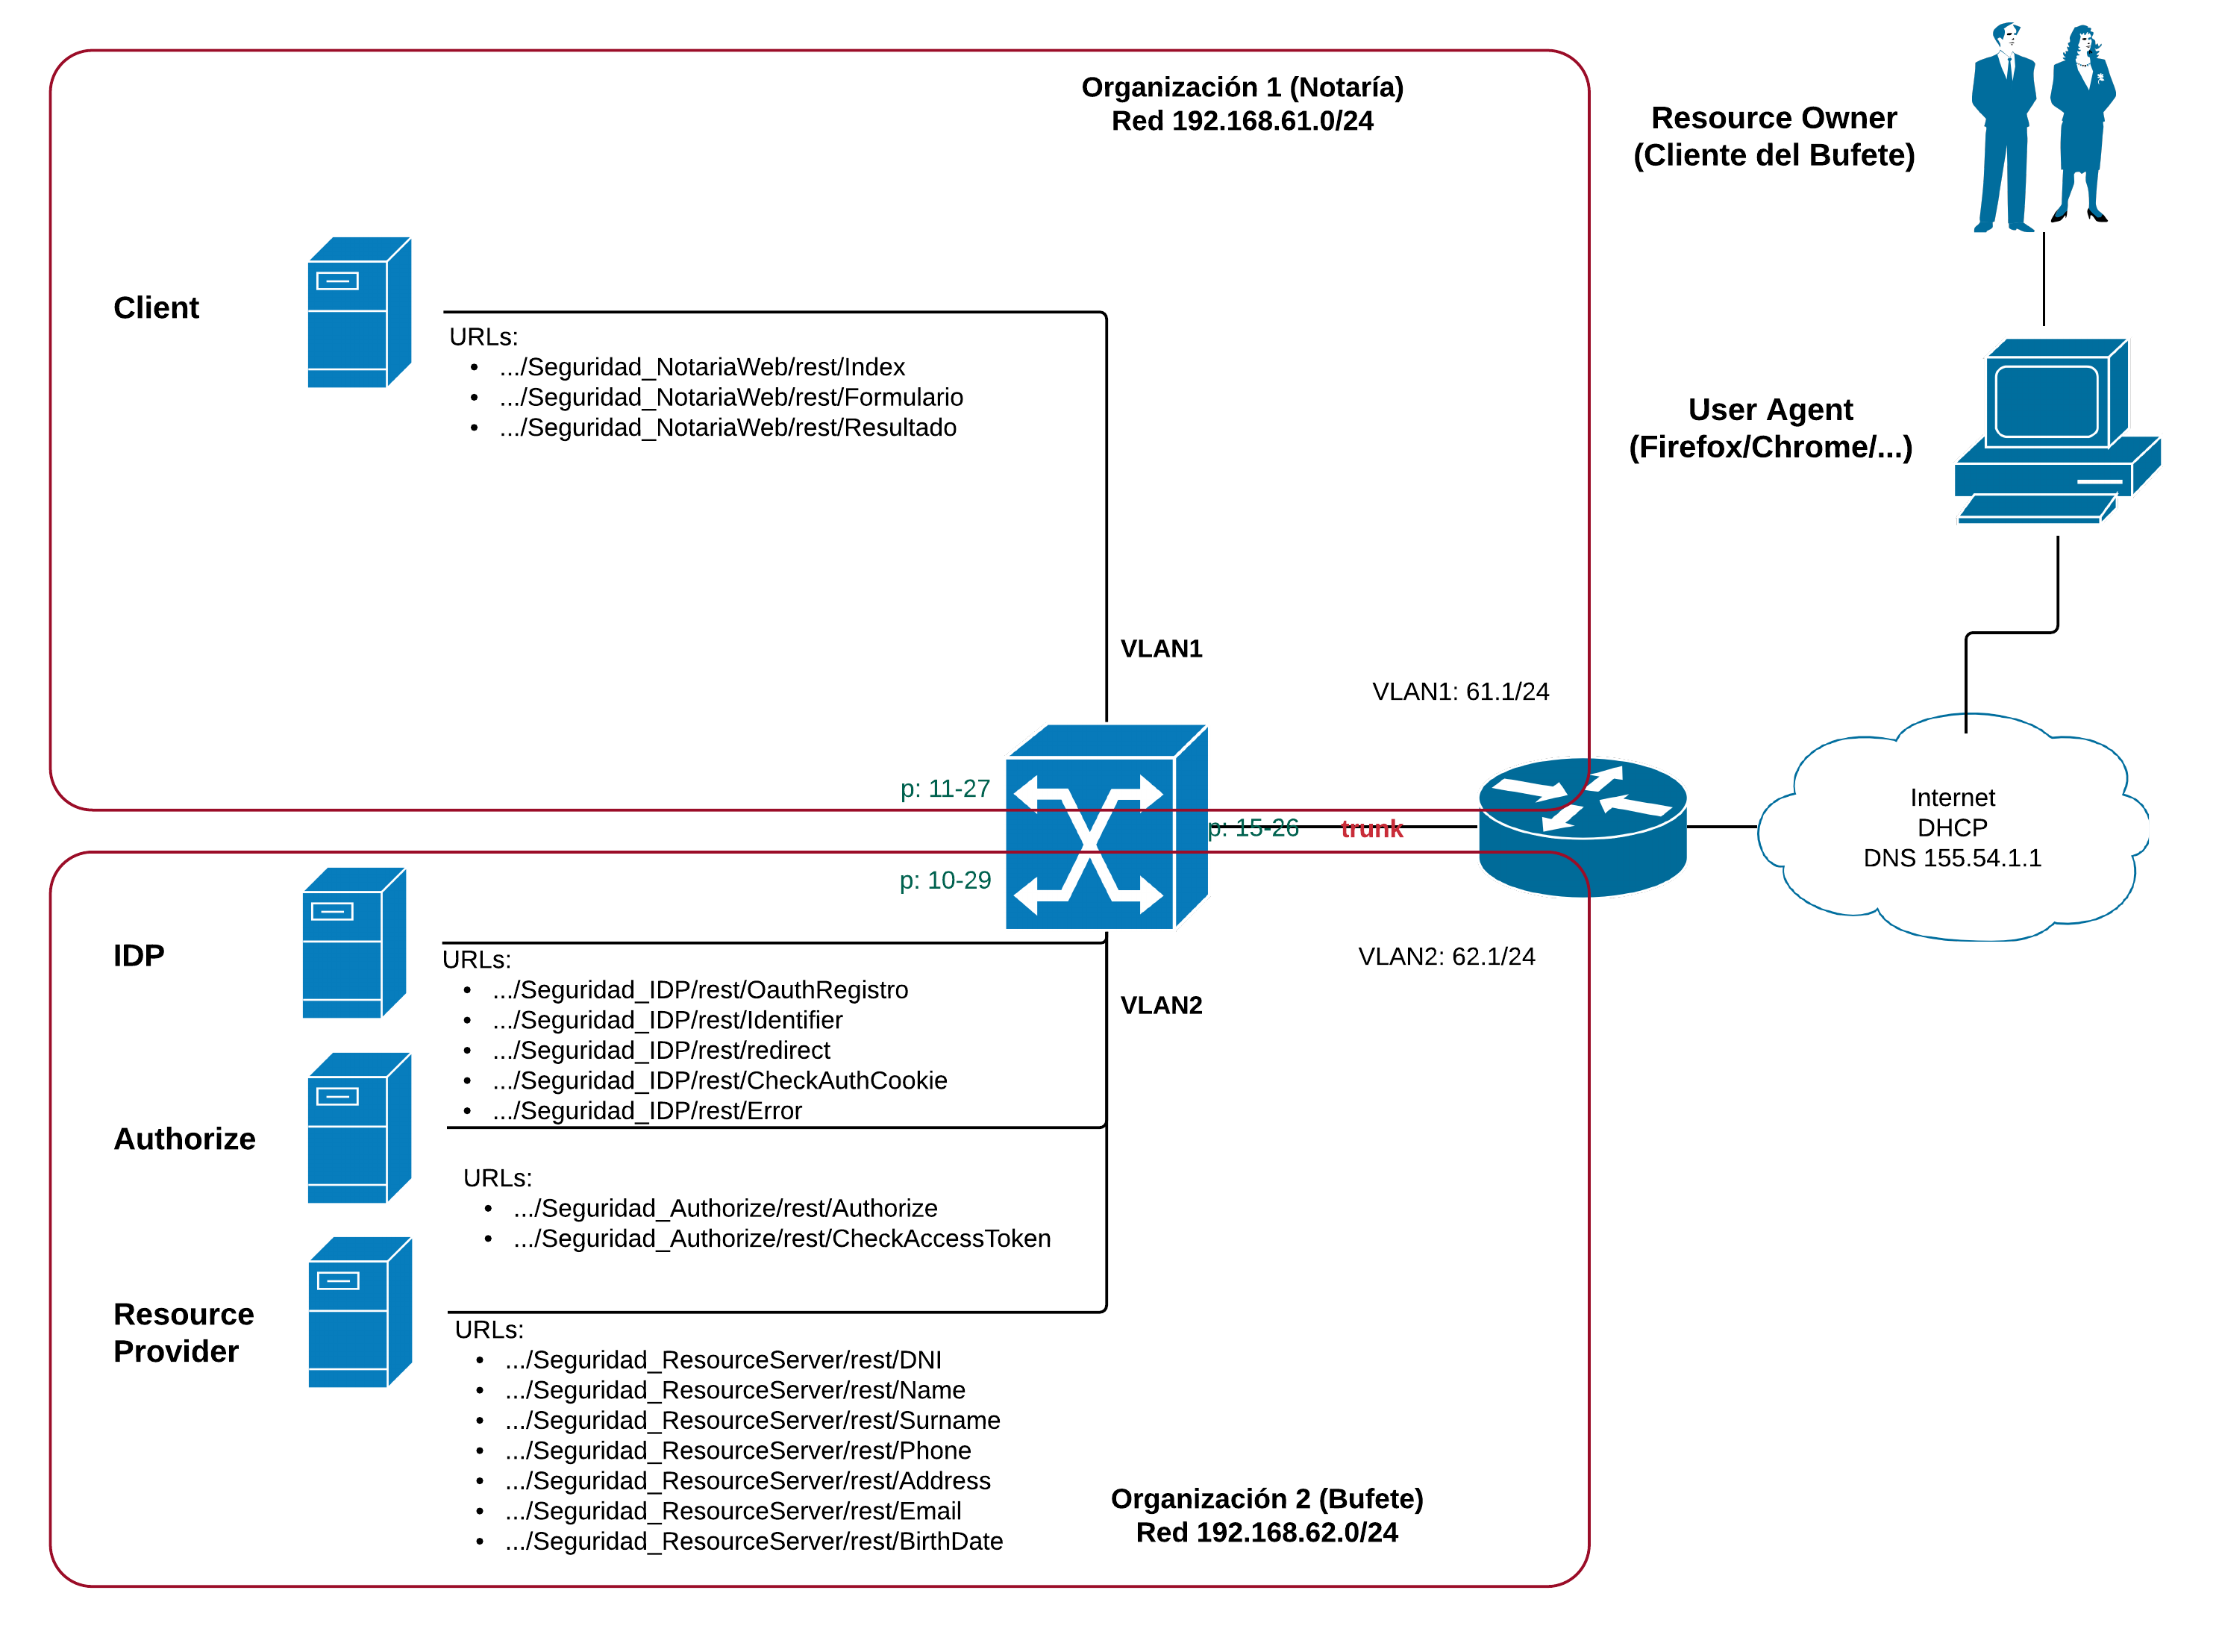 Organización 1 (Notaría)
Red 192.168.61.0/24
Resource Owner
(Cliente del Bufete)
Client
URLs:
• .../Seguridad_NotariaWeb/rest/Index
• .../Seguridad_NotariaWeb/rest/Formulario
• .../Seguridad_NotariaWeb/rest/Resultado
User Agent
(Firefox/Chrome/...)
VLAN1
VLAN1: 61.1/24
p: 11-27
p: 15-26
trunk
Internet
DHCP
DNS 155.54.1.1
p: 10-29
IDP
URLs:
• .../Seguridad_IDP/rest/OauthRegistro
• .../Seguridad_IDP/rest/Identifier
• .../Seguridad_IDP/rest/redirect
• .../Seguridad_IDP/rest/CheckAuthCookie
• .../Seguridad_IDP/rest/Error
VLAN2: 62.1/24
VLAN2
Authorize
URLs:
• .../Seguridad_Authorize/rest/Authorize
• .../Seguridad_Authorize/rest/CheckAccessToken
Resource
Provider
URLs:
• .../Seguridad_ResourceServer/rest/DNI
• .../Seguridad_ResourceServer/rest/Name
• .../Seguridad_ResourceServer/rest/Surname
• .../Seguridad_ResourceServer/rest/Phone
• .../Seguridad_ResourceServer/rest/Address
• .../Seguridad_ResourceServer/rest/Email
• .../Seguridad_ResourceServer/rest/BirthDate
Organización 2 (Bufete)
Red 192.168.62.0/24